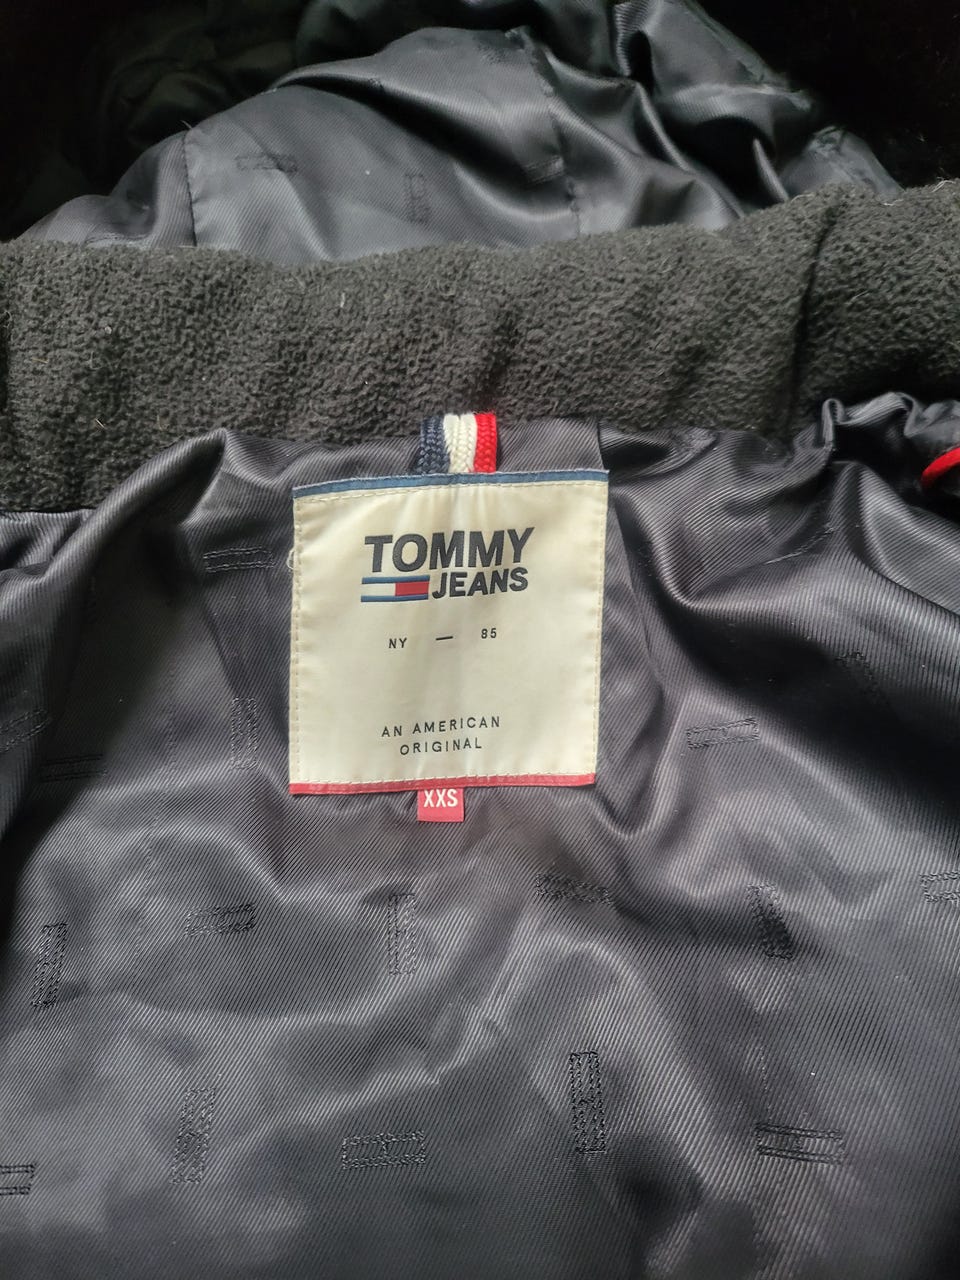 TOMMY
JEANS
NY — 85
AN AMERICAN
ORIGINAL
XXS